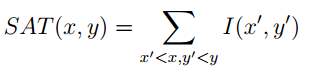 SAT(x, y) = ∑ I(x′, y′)
x′<x,y′<y